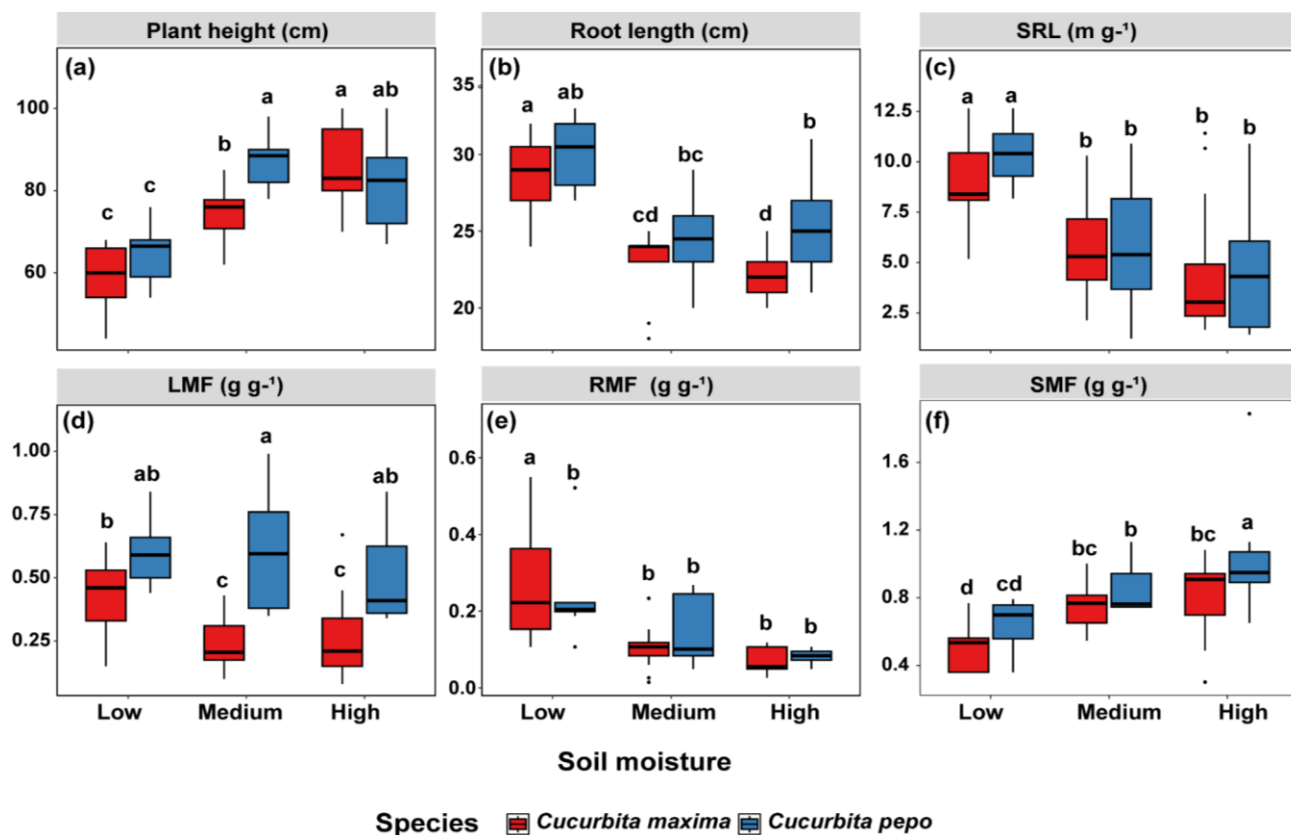 Plant height (cm) Root length (cm) SRL (m g-¹)
(a) (b) (c)
100
80
60
c c b a a ab
35
30
25
20
a ab cd bc d b
12.5
10.0
7.5
5.0
2.5
a a b b b b
LMF (g g-¹) RMF (g g-¹) SMF (g g-¹)
(d) (e) (f)
1.00
0.75
0.50
0.25
b ab c a c ab
0.6
0.4
0.2
0.0
a b b b b b
1.6
1.2
0.8
0.4
d cd bc b bc a
Low Medium High Low Medium High Low Medium High
Soil moisture
Species Cucurbita maxima Cucurbita pepo